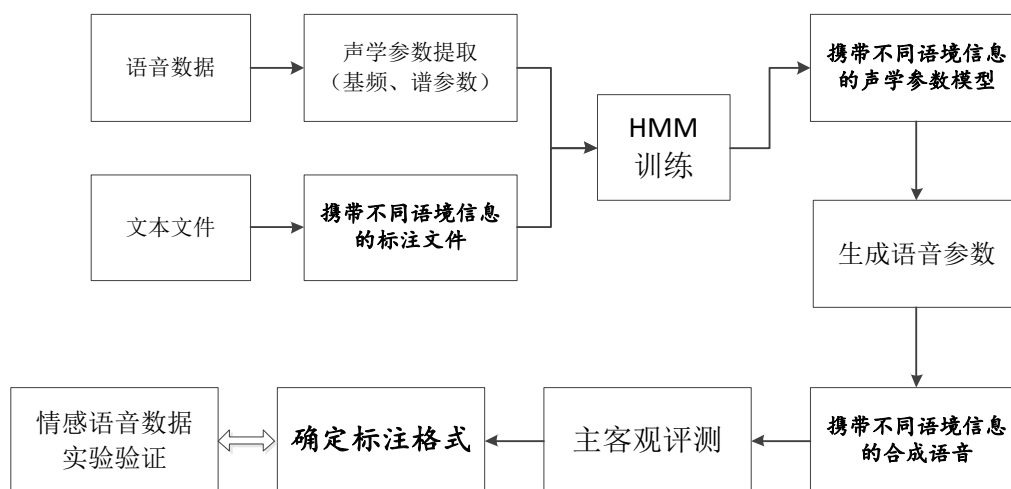 语音数据
声学参数提取
（基频、谱参数）
携带不同语境信息
的声学参数模型
HMM
训练
文本文件
携带不同语境信息
的标注文件
生成语音参数
情感语音数据
实验验证
确定标注格式
主客观评测
携带不同语境信息
的合成语音